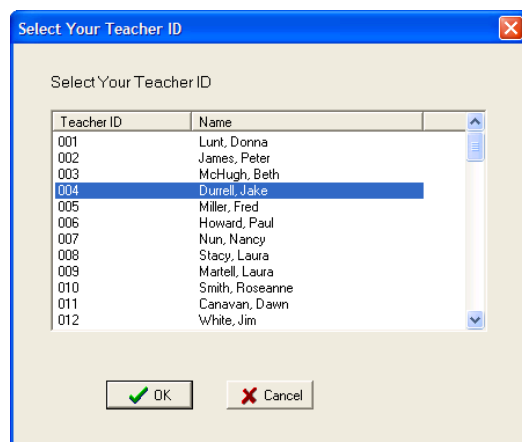 Select Your Teacher ID
Select Your Teacher ID
Teacher ID Name
001 Lunt, Donna
002 James, Peter
003 McHugh, Beth
004 Durrell, Jake
005 Miller, Fred
006 Howard, Paul
007 Nun, Nancy
008 Stacy, Laura
009 Martell, Laura
010 Smith, Roseanne
011 Canavan, Dawn
012 White, Jim
OK Cancel